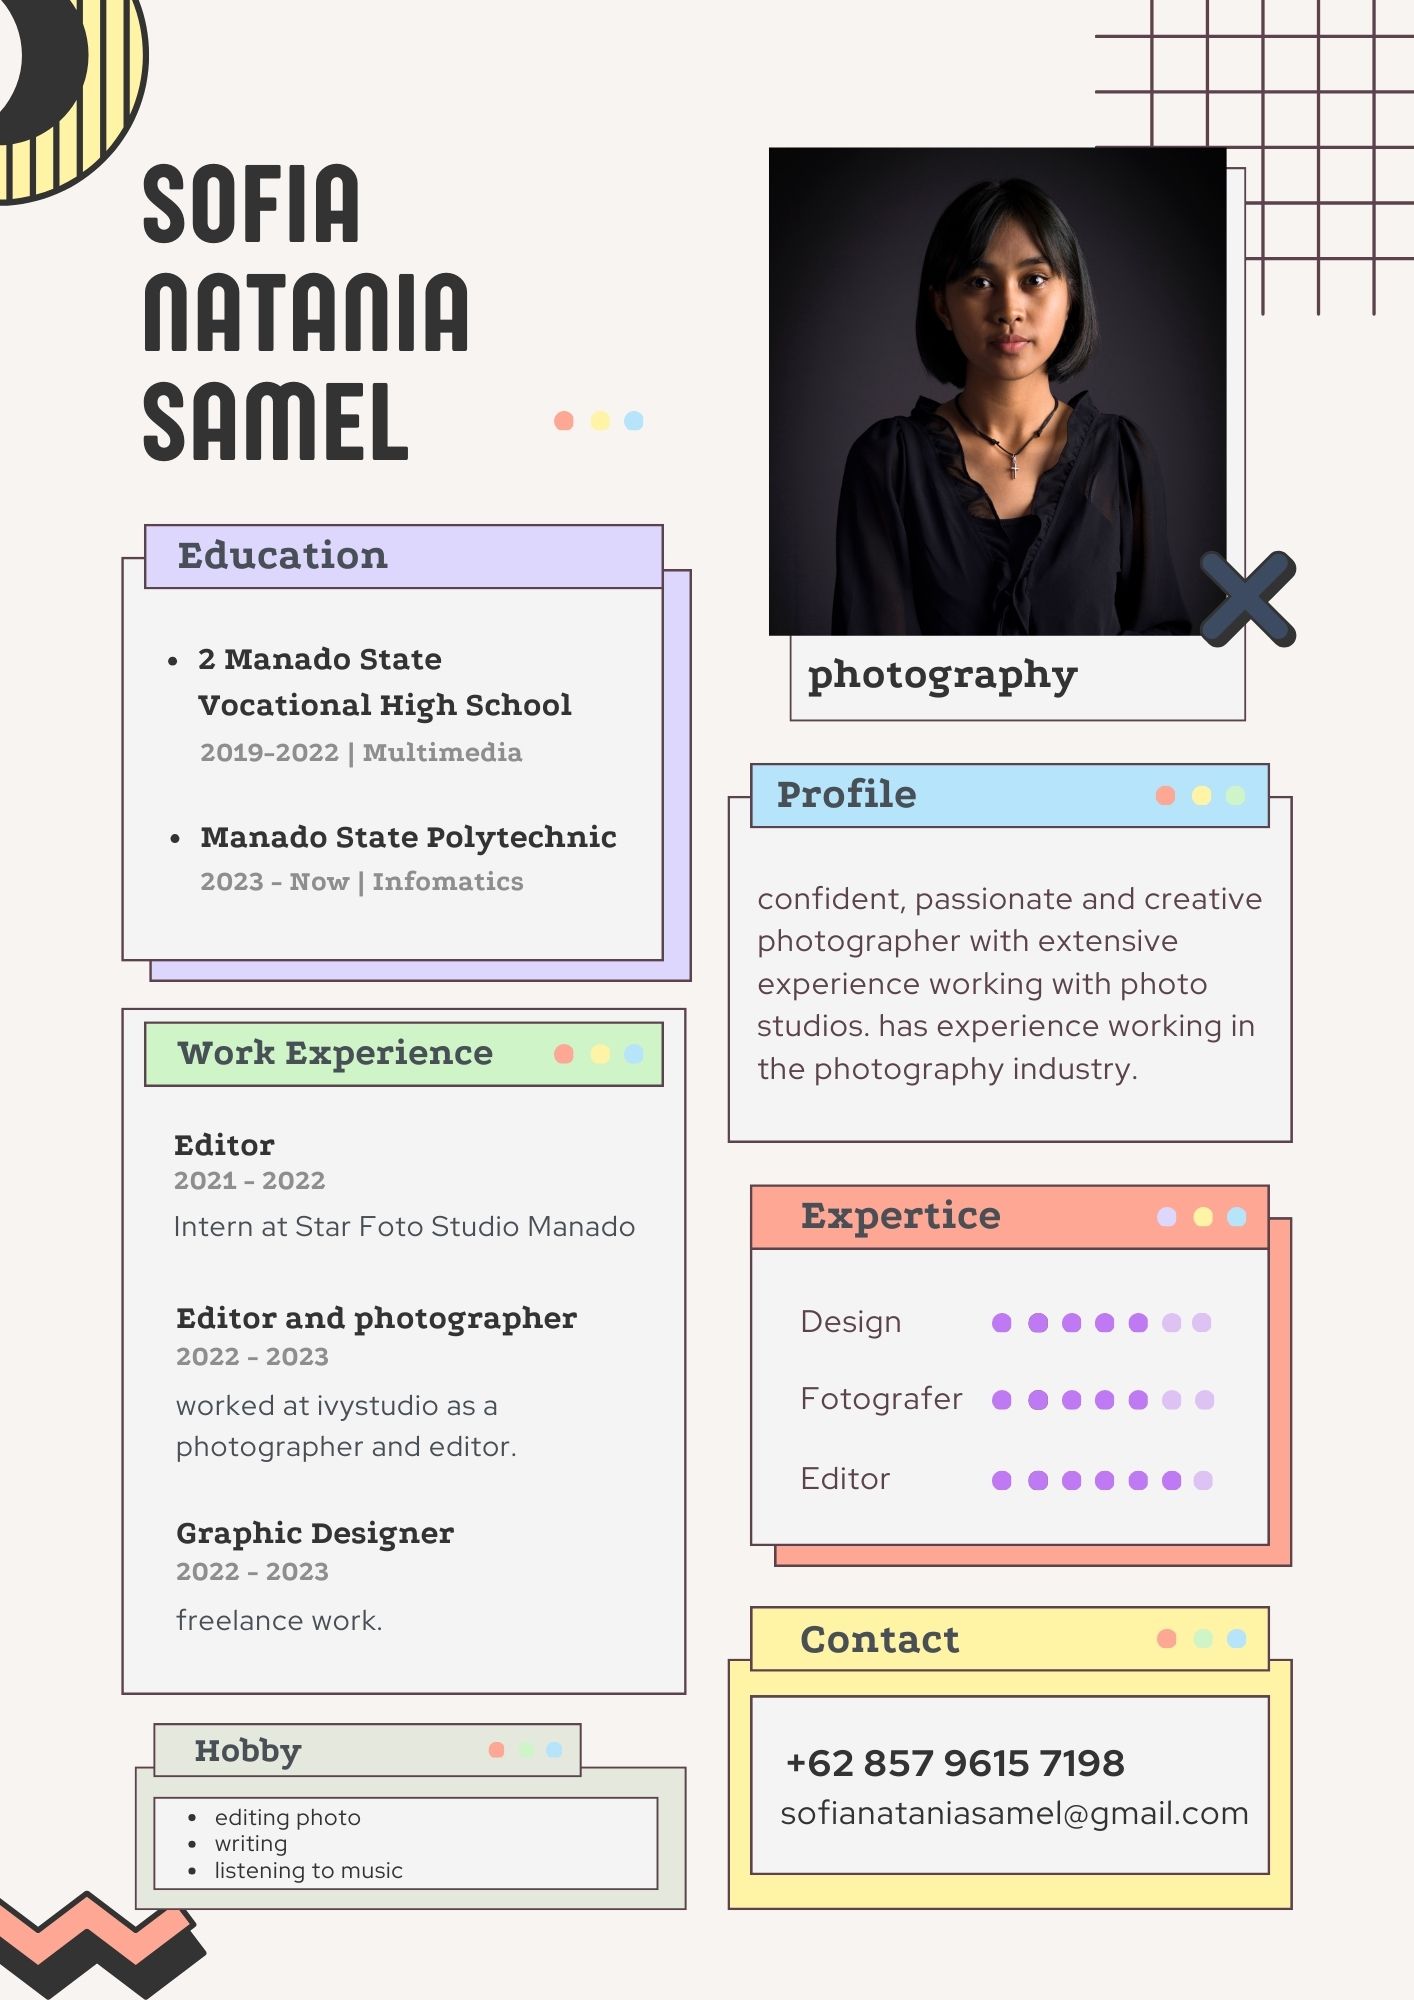 SOFIA
NATANIA
SAMEL
Education
• 2 Manado State
Vocational High School
2019-2022 | Multimedia
• Manado State Polytechnic
2023 - Now | Infomatics
Work Experience
Editor
2021 - 2022
Intern at Star Foto Studio Manado
Editor and photographer
2022 - 2023
worked at ivystudio as a
photographer and editor.
Graphic Designer
2022 - 2023
freelance work.
Hobby
• editing photo
• writing
• listening to music
photography
Profile
confident, passionate and creative
photographer with extensive
experience working with photo
studios. has experience working in
the photography industry.
Expertice
Design
Fotografer
Editor
Contact
+62 857 9615 7198
sofianataniasamel@gmail.com